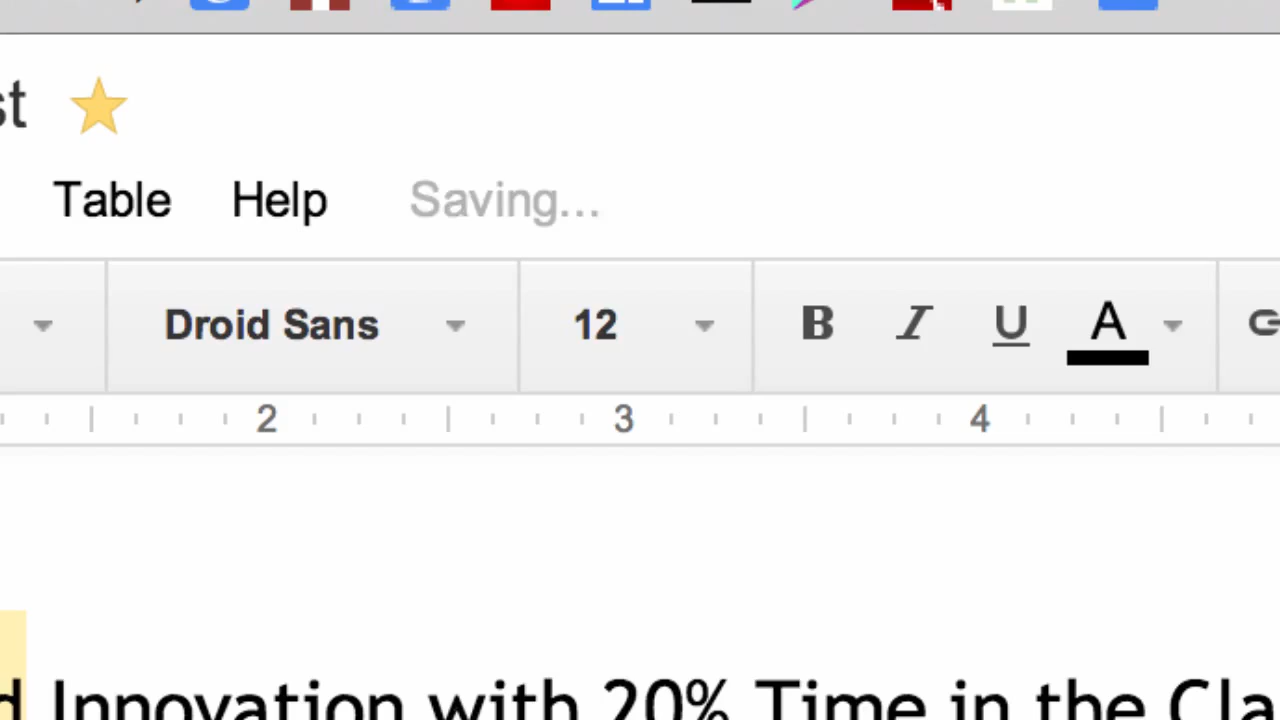 st
Table Help Saving...
Droid Sans 12 B I U A
2 3 4
d Innovation with 20% Time in the Cla